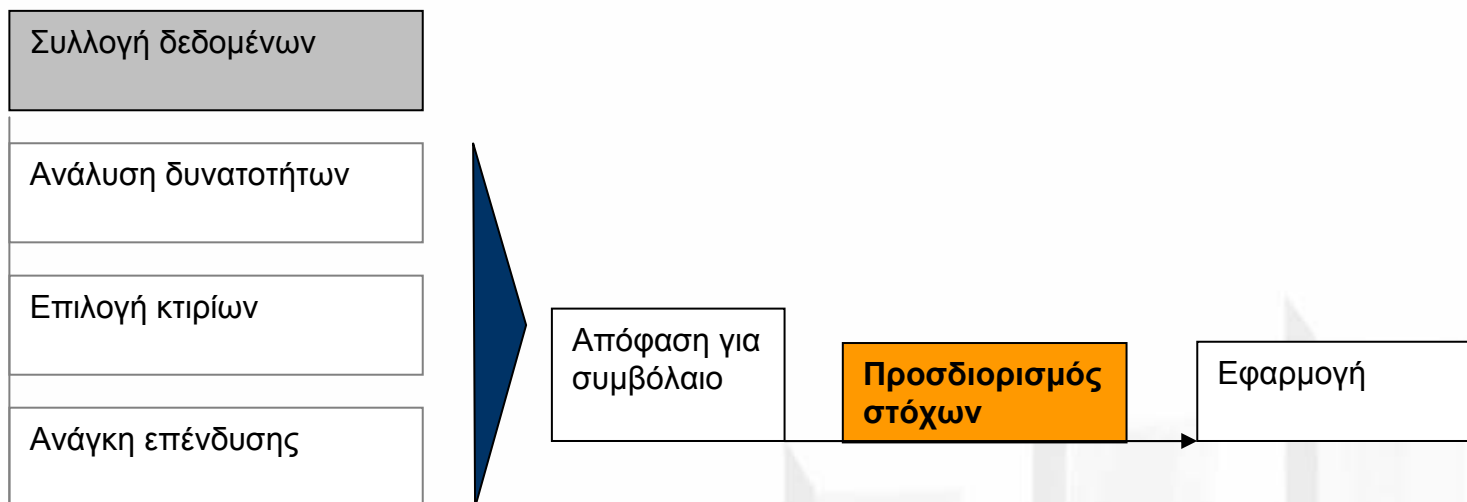 Συλλογή δεδομένων
Ανάλυση δυνατοτήτων
Επιλογή κτιρίων
Ανάγκη επένδυσης
Απόφαση για
συμβόλαιο
Προσδιορισμός
στόχων
Εφαρμογή